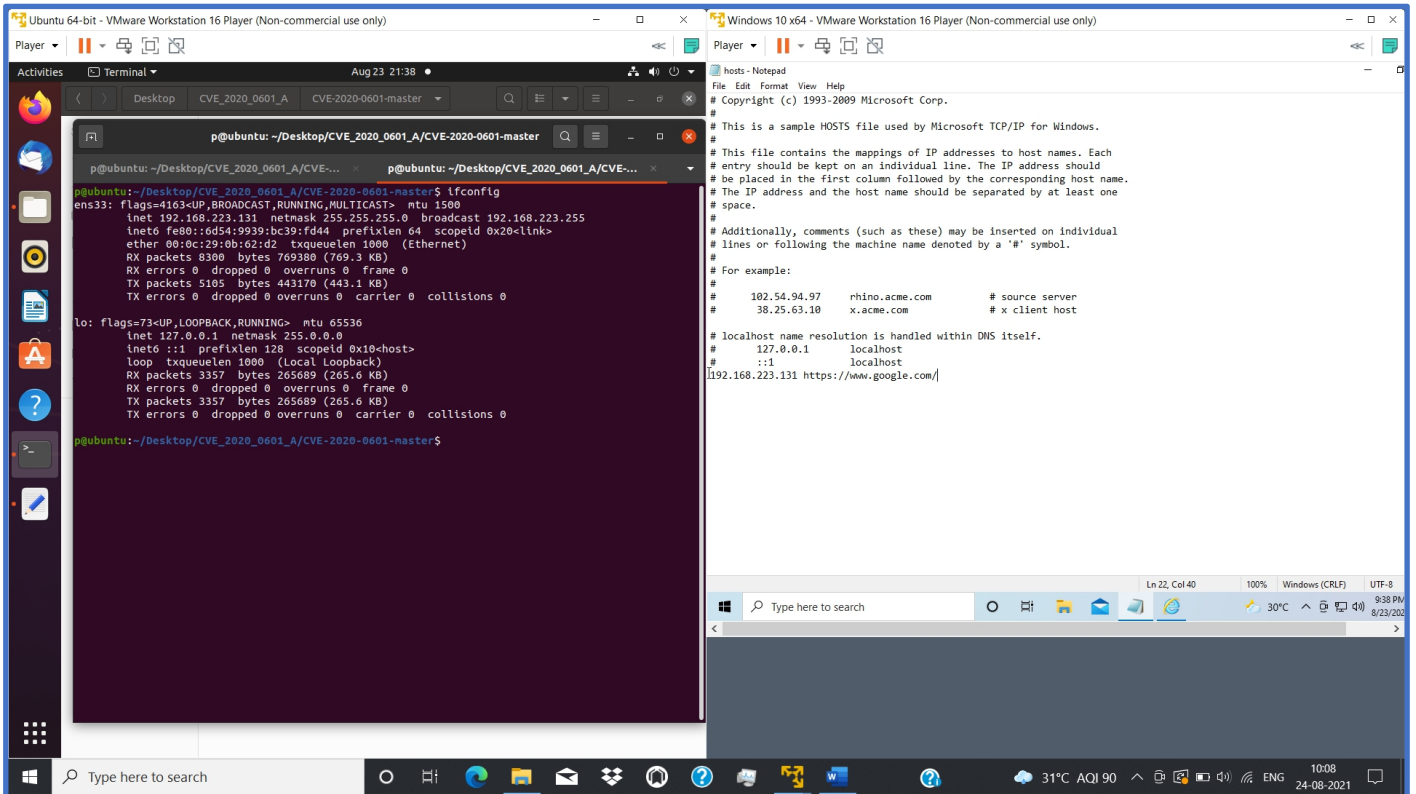 Ubuntu 64-bit - VMware Workstation 16 Player (Non-commercial use only)
Player
Activities
Terminal
Aug 23 21:38
Desktop
CVE_2020_0601_A
CVE-2020-0601-master
p@ubuntu: ~/Desktop/CVE_2020_0601_A/CVE-2020-0601-master
p@ubuntu: ~/Desktop/CVE_2020_0601_A/CVE-...
p@ubuntu: ~/Desktop/CVE_2020_0601_A/CVE-...
p@ubuntu:~/Desktop/CVE_2020_0601_A/CVE-2020-0601-master$ ifconfig
ens33: flags=4163<UP,BROADCAST,RUNNING,MULTICAST>  mtu 1500
inet 192.168.223.131  netmask 255.255.255.0  broadcast 192.168.223.255
inet6 fe80::6d54:9939:bc39:fd44  prefixlen 64  scopeid 0x20<link>
ether 00:0c:29:0b:62:d2  txqueuelen 1000  (Ethernet)
RX packets 8300  bytes 769380 (769.3 KB)
RX errors 0  dropped 0  overruns 0  frame 0
TX packets 5105  bytes 443170 (443.1 KB)
TX errors 0  dropped 0 overruns 0  carrier 0  collisions 0
lo: flags=73<UP,LOOPBACK,RUNNING>  mtu 65536
inet 127.0.0.1  netmask 255.0.0.0
inet6 ::1  prefixlen 128  scopeid 0x10<host>
loop  txqueuelen 1000  (Local Loopback)
RX packets 3357  bytes 265689 (265.6 KB)
RX errors 0  dropped 0  overruns 0  frame 0
TX packets 3357  bytes 265689 (265.6 KB)
TX errors 0  dropped 0 overruns 0  carrier 0  collisions 0
p@ubuntu:~/Desktop/CVE_2020_0601_A/CVE-2020-0601-master$
Windows 10 x64 - VMware Workstation 16 Player (Non-commercial use only)
Player
hosts - Notepad
File Edit Format View Help
# Copyright (c) 1993-2009 Microsoft Corp.
#
# This is a sample HOSTS file used by Microsoft TCP/IP for Windows.
#
# This file contains the mappings of IP addresses to host names. Each
# entry should be kept on an individual line. The IP address should
# be placed in the first column followed by the corresponding host name.
# The IP address and the host name should be separated by at least one
# space.
#
# Additionally, comments (such as these) may be inserted on individual
# lines or following the machine name denoted by a '#' symbol.
#
# For example:
#
#      102.54.94.97     rhino.acme.com          # source server
#       38.25.63.10     x.acme.com              # x client host
# localhost name resolution is handled within DNS itself.
#       127.0.0.1       localhost
#       ::1             localhost
192.168.223.131 https://www.google.com/
Ln 22, Col 40
100%
Windows (CRLF)
UTF-8
Type here to search
30°C
9:38 PM
8/23/202
Type here to search
31°C AQI 90
ENG
10:08
24-08-2021